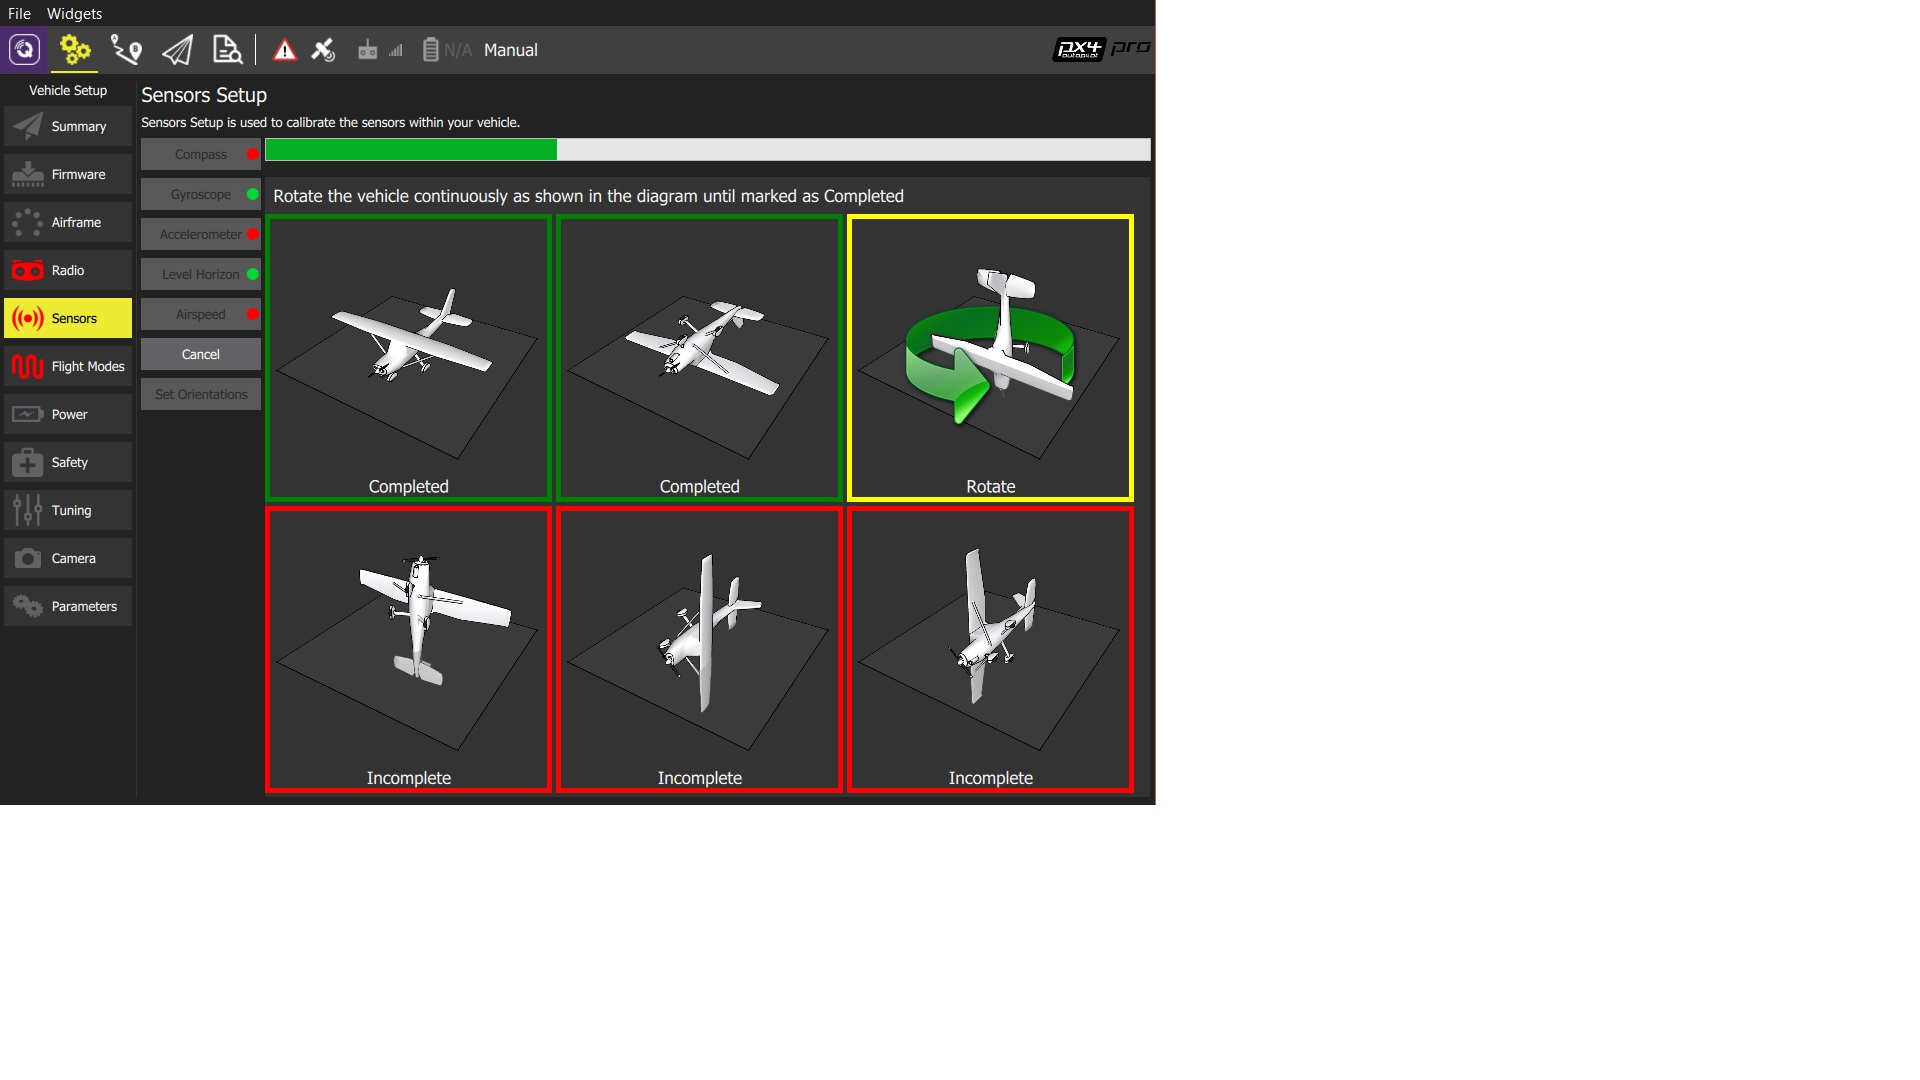 File Widgets
N/A Manual
px4 autopilot pro
Vehicle Setup
Summary
Firmware
Airframe
Radio
Sensors
Flight Modes
Power
Safety
Tuning
Camera
Parameters
Sensors Setup
Sensors Setup is used to calibrate the sensors within your vehicle.
Compass
Gyroscope
Accelerometer
Level Horizon
Airspeed
Cancel
Set Orientations
Rotate the vehicle continuously as shown in the diagram until marked as Completed
Completed
Completed
Rotate
Incomplete
Incomplete
Incomplete